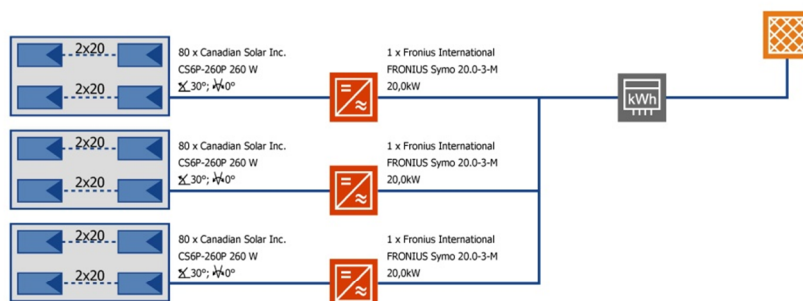 2x20
2x20
80 x Canadian Solar Inc.
CS6P-260P 260 W
30°; 0°
1 x Fronius International
FRONIUS Symo 20.0-3-M
20,0kW
kWh
2x20
2x20
80 x Canadian Solar Inc.
CS6P-260P 260 W
30°; 0°
1 x Fronius International
FRONIUS Symo 20.0-3-M
20,0kW
2x20
2x20
80 x Canadian Solar Inc.
CS6P-260P 260 W
30°; 0°
1 x Fronius International
FRONIUS Symo 20.0-3-M
20,0kW